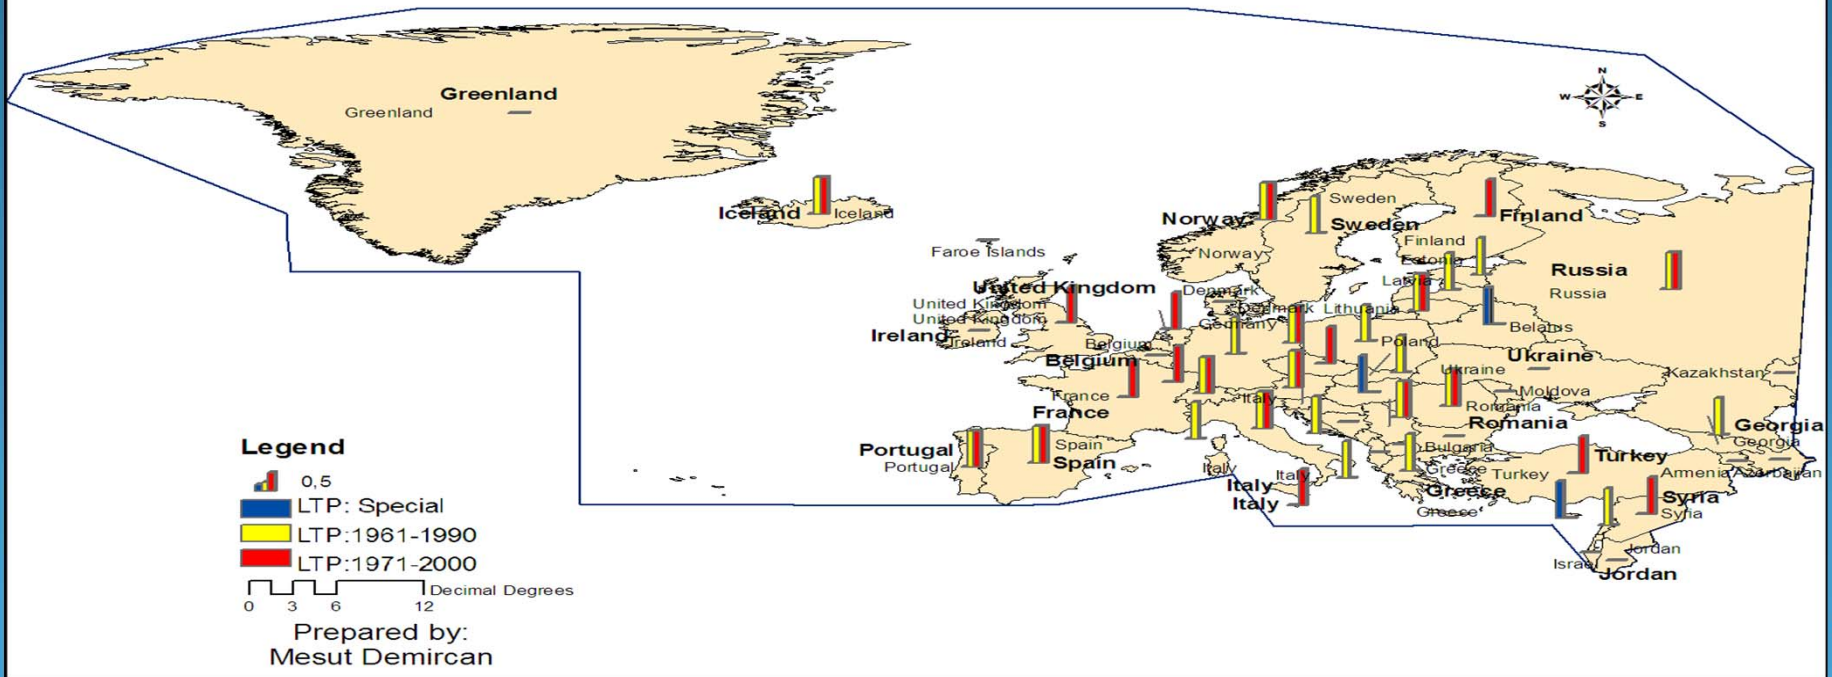 N
W E
S
Greenland
Greenland
Iceland
Iceland
Faroe Islands
Norway
Norway
Sweden
Sweden
Finland
Finland
Estonia
Latvia
Lithuania
Russia
Russia
United Kingdom
United Kingdom
United Kingdom
Ireland
Ireland
Denmark
Denmark
Germany
Belgium
Belgium
Belarus
Poland
Ukraine
Ukraine
Kazakhstan
Moldova
France
France
Italy
Romania
Romania
Georgia
Georgia
Portugal
Portugal
Spain
Spain
Bulgaria
Italy
Italy
Italy
Italy
Greece
Greece
Greece
Turkey
Turkey
Armenia
Azerbaijan
Syria
Syria
Israel
Jordan
Jordan
Legend
0,5
LTP: Special
LTP:1961-1990
LTP:1971-2000
Decimal Degrees
0 3 6 12
Prepared by:
Mesut Demircan